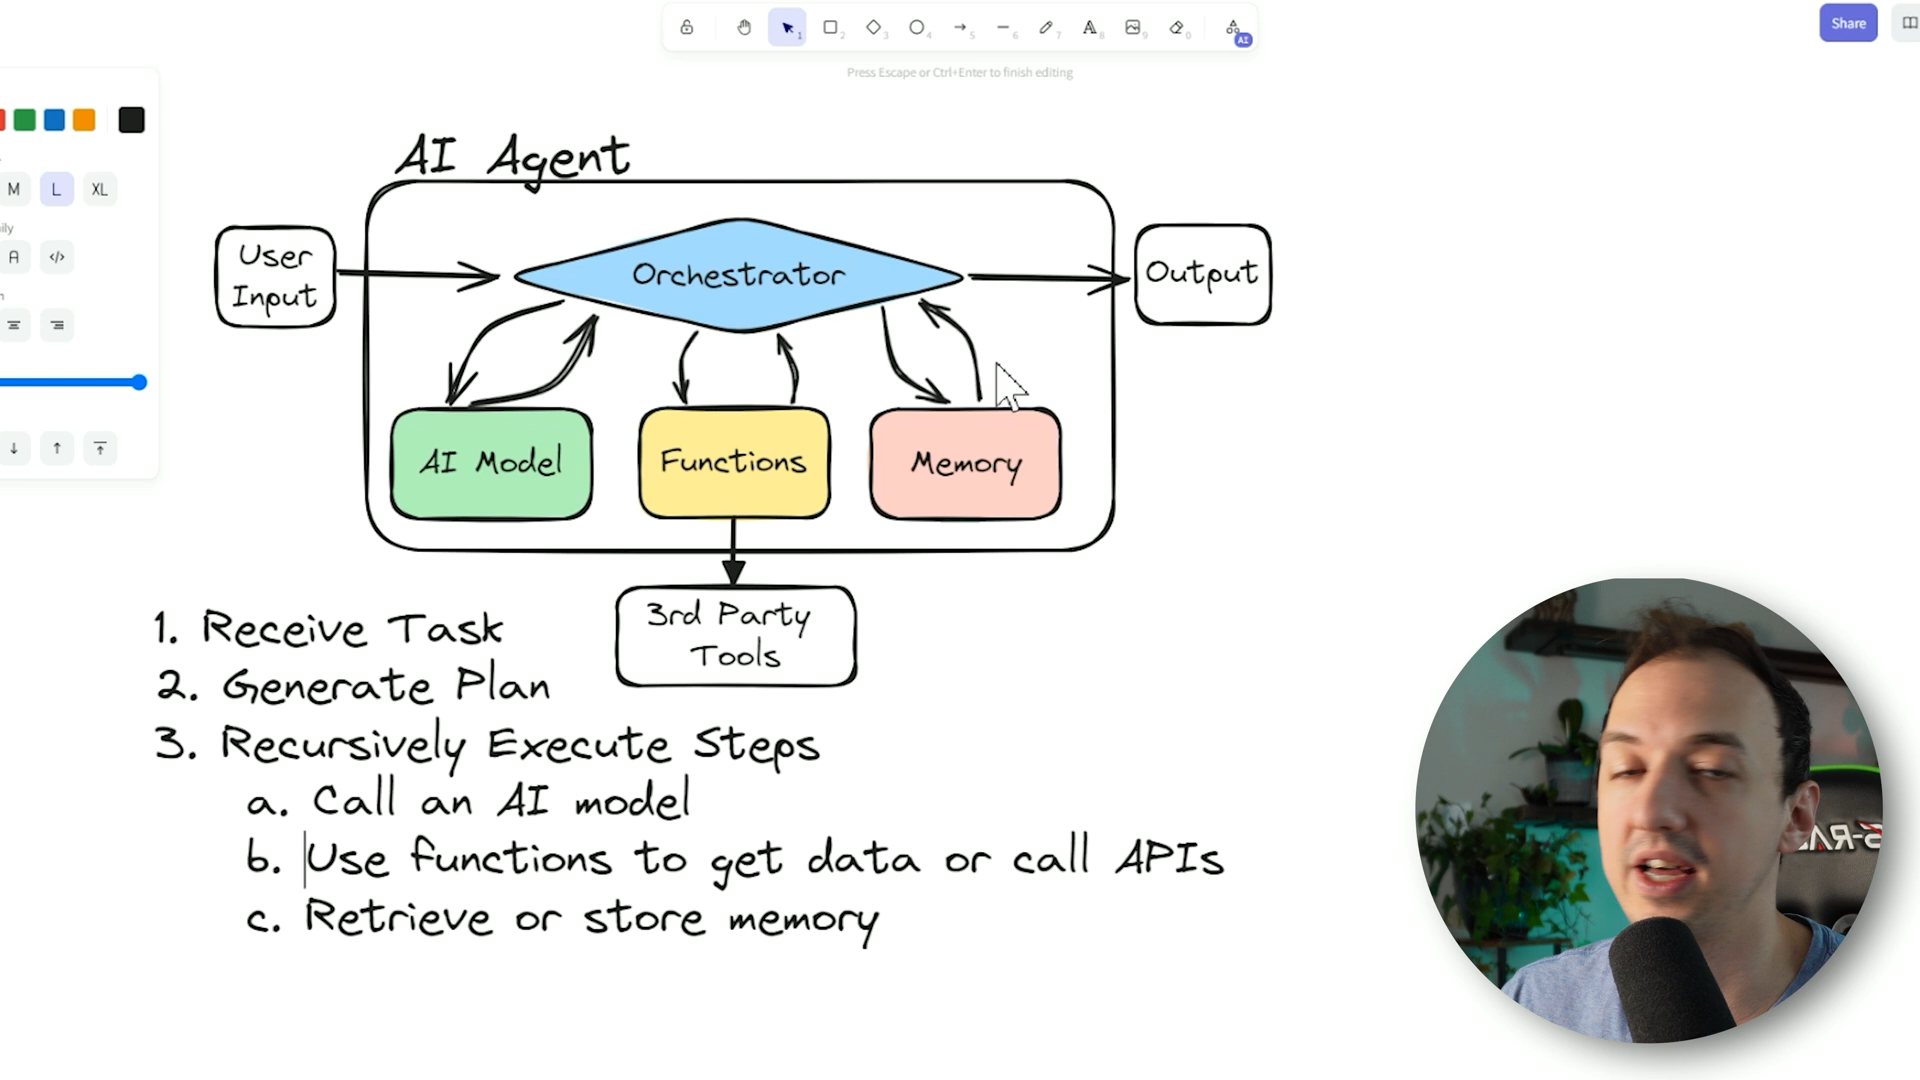 Share
Press Escape or Ctrl+Enter to finish editing
M L XL
A </>
AI
AI Agent
User
Input
Orchestrator
Output
AI Model
Functions
Memory
3rd Party
Tools
1. Receive Task
2. Generate Plan
3. Recursively Execute Steps
a. Call an AI model
b. Use functions to get data or call APIs
c. Retrieve or store memory